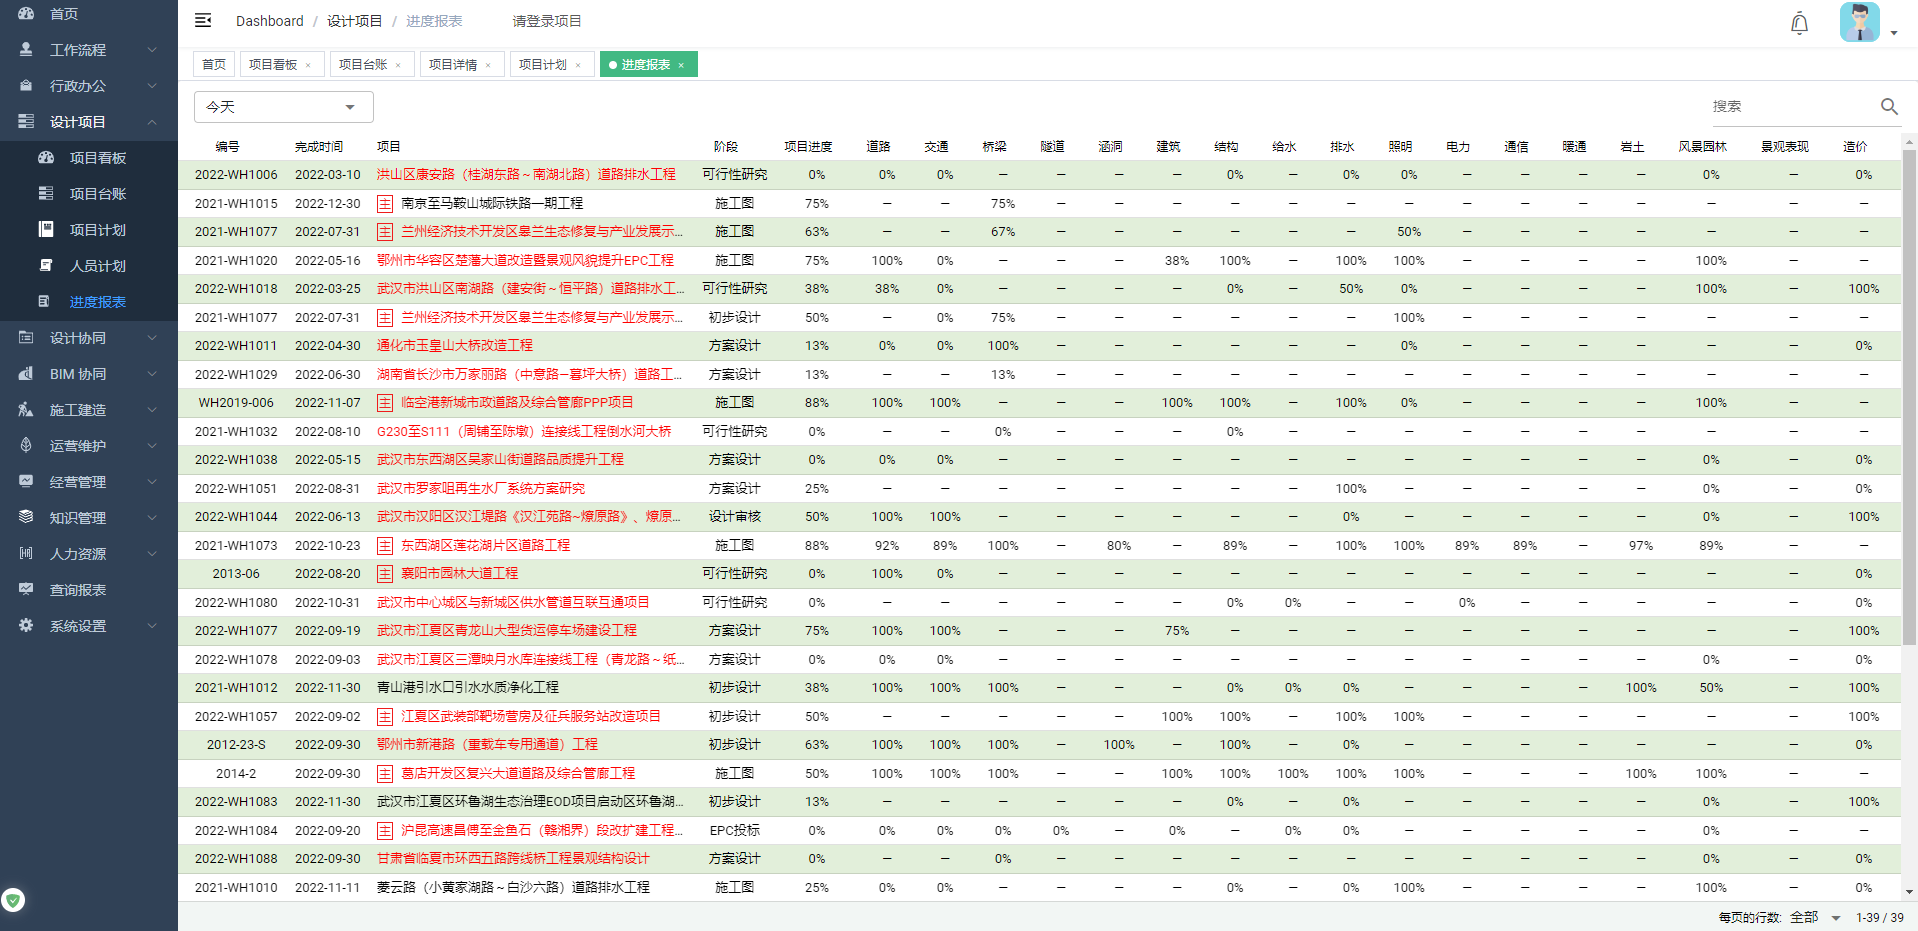 首页
工作流程
行政办公
设计项目
项目看板
项目台账
项目计划
人员计划
进度报表
设计协同
BIM 协同
施工建造
运营维护
经营管理
知识管理
人力资源
查询报表
系统设置
Dashboard / 设计项目 / 进度报表 请登录项目
首页 项目看板 × 项目台账 × 项目详情 × 项目计划 × 进度报表 ×
今天 搜索
编号 完成时间 项目 阶段 项目进度 道路 交通 桥梁 隧道 涵洞 建筑 结构 给水 排水 照明 电力 通信 暖通 岩土 风景园林 景观表现 造价
2022-WH1006 2022-03-10 洪山区康安路（桂湖东路～南湖北路）道路排水工程 可行性研究 0% 0% 0% — — — — 0% — 0% 0% — — — — 0% — 0%
2021-WH1015 2022-12-30 主 南京至马鞍山城际铁路一期工程 施工图 75% — — 75% — — — — — — — — — — — — — —
2021-WH1077 2022-07-31 主 兰州经济技术开发区皋兰生态修复与产业发展示... 施工图 63% — — 67% — — — — — — 50% — — — — — — —
2021-WH1020 2022-05-16 鄂州市华容区楚藩大道改造暨景观风貌提升EPC工程 施工图 75% 100% 0% — — — 38% 100% — 100% 100% — — — — 100% — —
2022-WH1018 2022-03-25 武汉市洪山区南湖路（建安街～恒平路）道路排水工... 可行性研究 38% 38% 0% — — — — 0% — 50% 0% — — — — 100% — 100%
2021-WH1077 2022-07-31 主 兰州经济技术开发区皋兰生态修复与产业发展示... 初步设计 50% — 0% 75% — — — — — — 100% — — — — — — —
2022-WH1011 2022-04-30 通化市玉皇山大桥改造工程 方案设计 13% 0% 0% 100% — — — — — — 0% — — — — — — 0%
2022-WH1029 2022-06-30 湖南省长沙市万家丽路（中意路—暮坪大桥）道路工... 方案设计 13% — — 13% — — — — — — — — — — — — — —
WH2019-006 2022-11-07 主 临空港新城市政道路及综合管廊PPP项目 施工图 88% 100% 100% — — — 100% 100% — 100% 0% — — — — 100% — —
2021-WH1032 2022-08-10 G230至S111（周铺至陈墩）连接线工程倒水河大桥 可行性研究 0% — — 0% — — — 0% — — — — — — — — — —
2022-WH1038 2022-05-15 武汉市东西湖区吴家山街道路品质提升工程 方案设计 0% 0% 0% — — — — — — — — — — — — 0% — 0%
2022-WH1051 2022-08-31 武汉市罗家咀再生水厂系统方案研究 方案设计 25% — — — — — — — — 100% — — — — — 0% — 0%
2022-WH1044 2022-06-13 武汉市汉阳区汉江堤路《汉江苑路~燎原路》、燎原... 设计审核 50% 100% 100% — — — — — — 0% — — — — — 0% — 100%
2021-WH1073 2022-10-23 主 东西湖区莲花湖片区道路工程 施工图 88% 92% 89% 100% — 80% — 89% — 100% 100% 89% 89% — 97% 89% — —
2013-06 2022-08-20 主 襄阳市园林大道工程 可行性研究 0% 100% 0% — — — — — — — — — — — — — — 0%
2022-WH1080 2022-10-31 武汉市中心城区与新城区供水管道互联互通项目 可行性研究 0% — — — — — — 0% 0% — — 0% — — — — — 0%
2022-WH1077 2022-09-19 武汉市江夏区青龙山大型货运停车场建设工程 方案设计 75% 100% 100% — — — 75% — — — — — — — — — — 100%
2022-WH1078 2022-09-03 武汉市江夏区三潭映月水库连接线工程（青龙路～纸... 方案设计 0% 0% 0% — — — — — — — — — — — — 0% — 0%
2021-WH1012 2022-11-30 青山港引水口引水水质净化工程 初步设计 38% 100% 100% 100% — — — 0% 0% 0% — — — — 100% 50% — 100%
2022-WH1057 2022-09-02 主 江夏区武装部靶场营房及征兵服务站改造项目 初步设计 50% — — — — — 100% 100% — 100% 100% — — — — — — 100%
2012-23-S 2022-09-30 鄂州市新港路（重载车专用通道）工程 初步设计 63% 100% 100% 100% — 100% — 100% — 0% — — — — — — — 0%
2014-2 2022-09-30 主 葛店开发区复兴大道道路及综合管廊工程 施工图 50% 100% 100% 100% — — 100% 100% 100% 100% 100% — — — 100% 100% — —
2022-WH1083 2022-11-30 武汉市江夏区环鲁湖生态治理EOD项目启动区环鲁湖... 初步设计 13% — — — — — — 0% — 0% — — — — — 0% — 100%
2022-WH1084 2022-09-20 主 沪昆高速昌傅至金鱼石（赣湘界）段改扩建工程... EPC投标 0% 0% 0% 0% 0% — 0% — 0% 0% — — — — — 0% — —
2022-WH1088 2022-09-30 甘肃省临夏市环西五路跨线桥工程景观结构设计 方案设计 0% — — 0% — — — — — — — — — — — 0% — 0%
2021-WH1010 2022-11-11 菱云路（小黄家湖路～白沙六路）道路排水工程 施工图 25% 0% 0% — — — — 0% — 0% 100% — — — — 100% — 0%
每页的行数: 全部 1-39 / 39